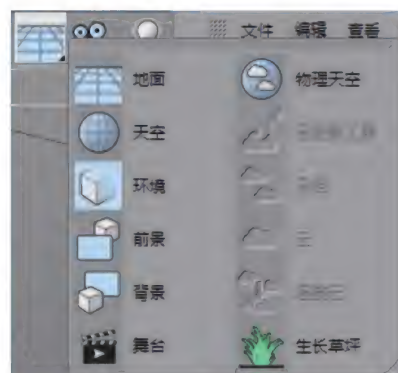 文件 编辑 查看
地面 物理天空
天空
环境
前景 云
背景
舞台 生长草坪